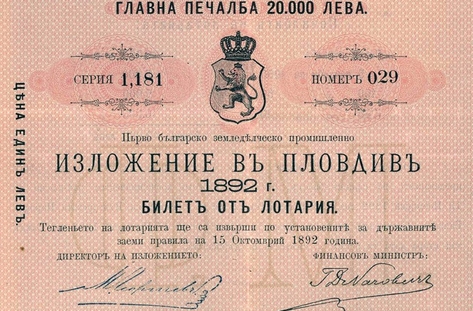 ГЛАВНА ПЕЧАЛБА 20.000 ЛЕВА.
СЕРИЯ 1,181
НОМЕРЪ 029
ЦѢНА ЕДИНЪ ЛЕВЪ.
Първо българско земледѣлческо промишленно
ИЗЛОЖЕНИЕ ВЪ ПЛОВДИВЪ
1892 г.
БИЛЕТЪ ОТЪ ЛОТАРИЯ.
Тегленьето на лотарията ще са извърши по установенитѣ за държавнитѣ
заеми правила на 15 Октомврий 1892 година.
ДИРЕКТОРЪ НА ИЗЛОЖЕНИЕТО:
ФИНАНСОВЪ МИНИСТРЪ: